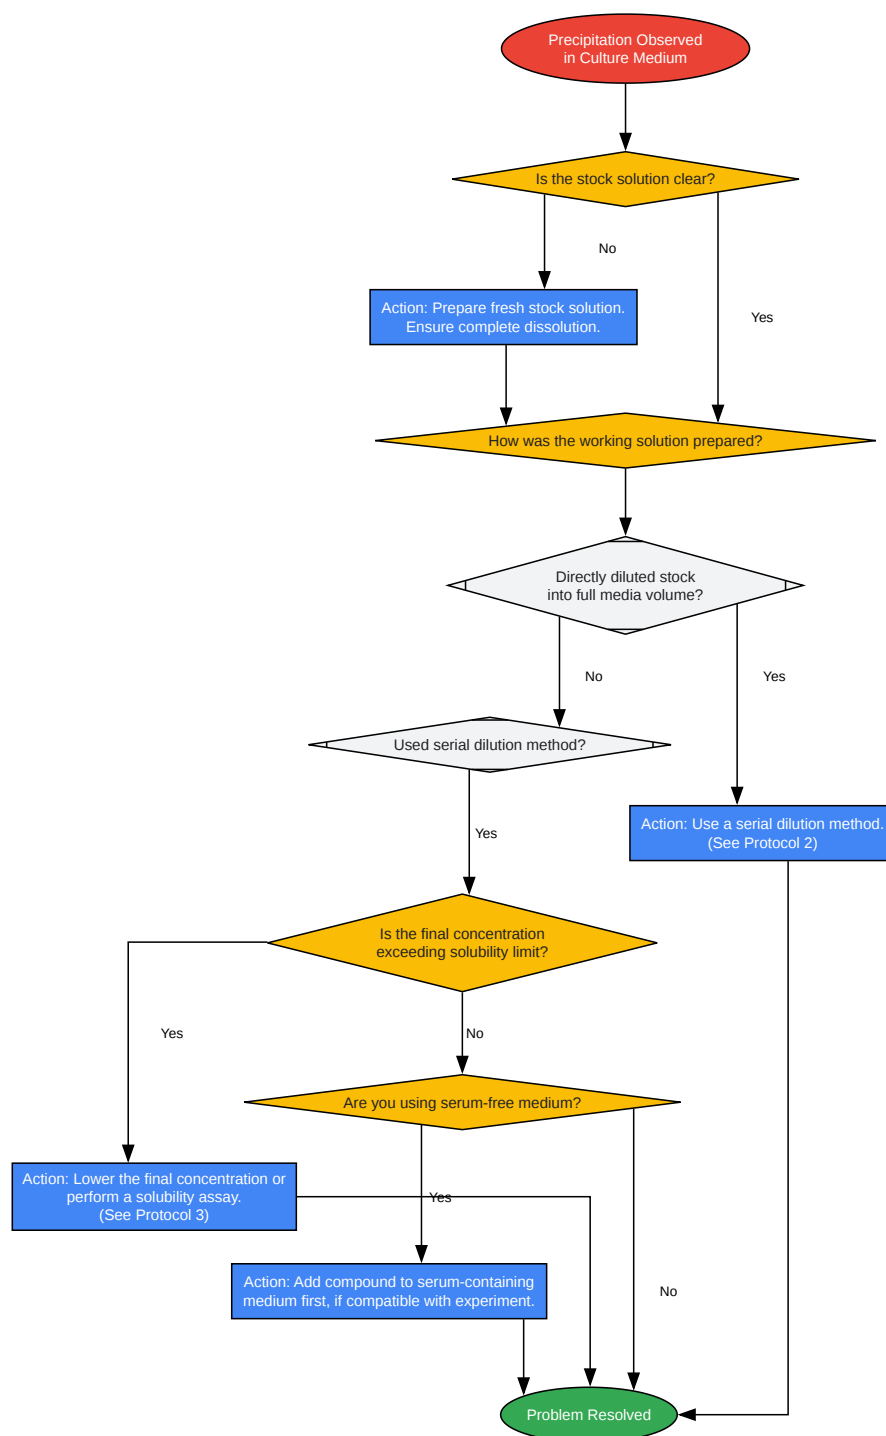 Precipitation Observed
in Culture Medium
Is the stock solution clear?
No
Action: Prepare fresh stock solution.
Ensure complete dissolution.
Yes
How was the working solution prepared?
Directly diluted stock
into full media volume?
No
Yes
Used serial dilution method?
Action: Use a serial dilution method.
(See Protocol 2)
Yes
Is the final concentration
exceeding solubility limit?
Yes
No
Are you using serum-free medium?
Action: Lower the final concentration or
perform a solubility assay.
(See Protocol 3)
Yes
Action: Add compound to serum-containing
medium first, if compatible with experiment.
No
Problem Resolved